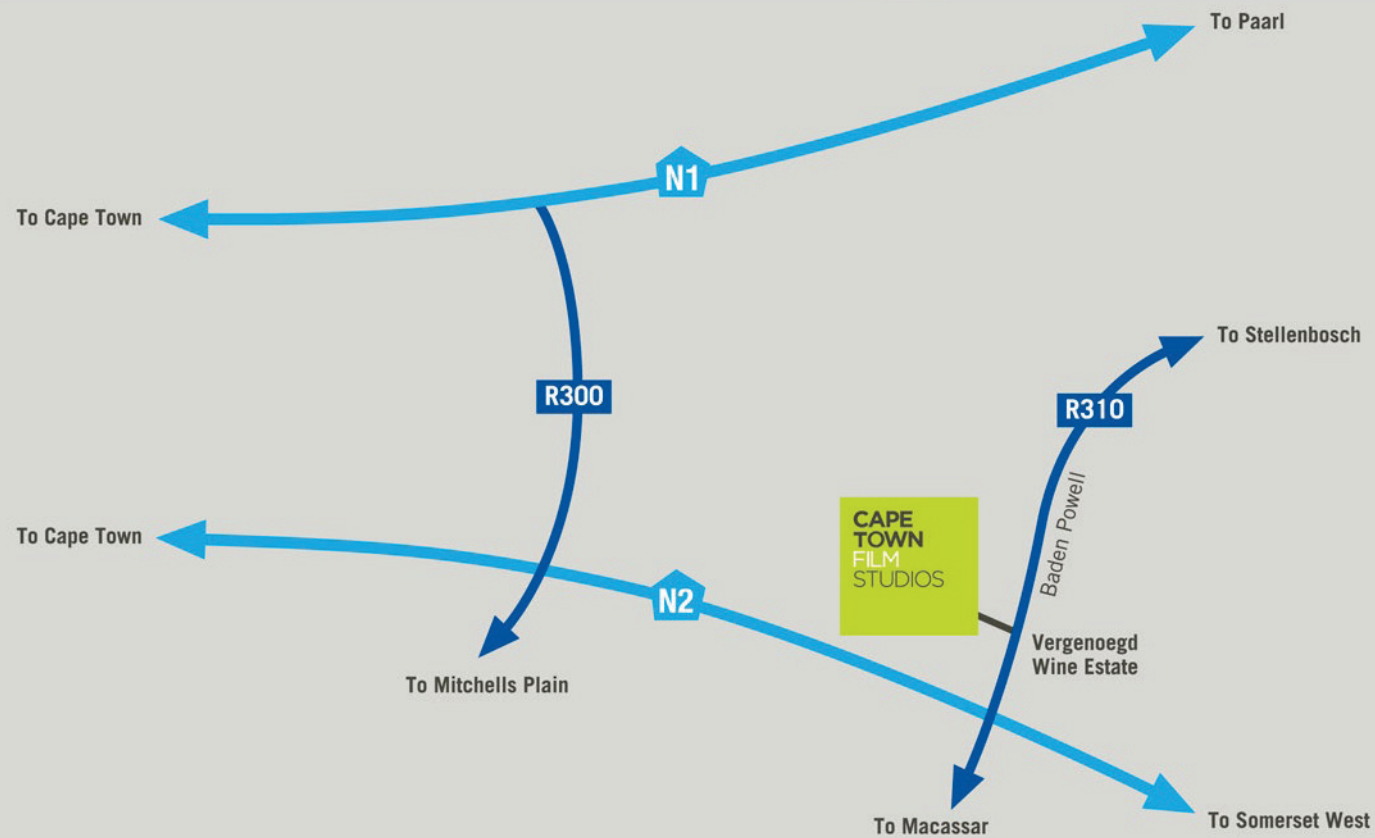 To Paarl
N1
To Cape Town
To Stellenbosch
R300
R310
Baden Powell
CAPE
TOWN
FILM
STUDIOS
To Cape Town
N2
Vergenoegd
Wine Estate
To Mitchells Plain
To Macassar
To Somerset West